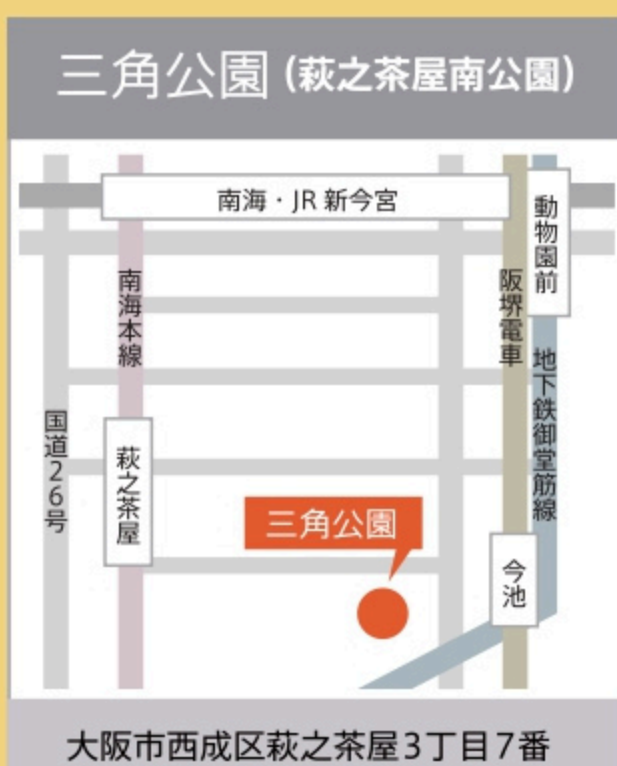 三角公園 (萩之茶屋南公園)
南海・JR 新今宮
動物園前
南海本線
阪堺電車
地下鉄御堂筋線
国道26号
萩之茶屋
三角公園
今池
大阪市西成区萩之茶屋3丁目7番